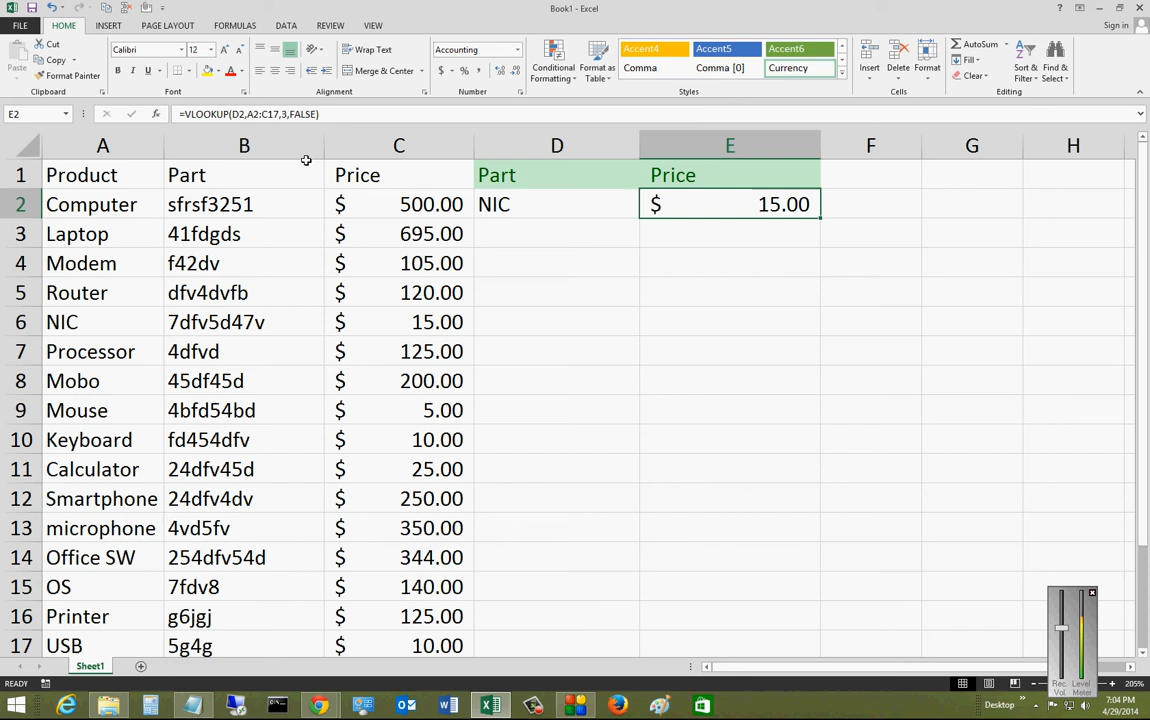 Book1 - Excel
FILE HOME INSERT PAGE LAYOUT FORMULAS DATA REVIEW VIEW Sign in
Paste Cut Copy Format Painter Clipboard
Calibri 12 B I U Font
Wrap Text Merge & Center Alignment
Accounting $ % , Number
Conditional Formatting Format as Table
Accent4 Accent5 Accent6
Comma Comma [0] Currency
Styles
Insert Delete Format Cells
AutoSum Fill Clear Sort & Filter Find & Select Editing
E2 fx =VLOOKUP(D2,A2:C17,3,FALSE)
A B C D E F G H
1 Product Part Price Part Price
2 Computer sfrsf3251 $ 500.00 NIC $ 15.00
3 Laptop 41fdgds $ 695.00
4 Modem f42dv $ 105.00
5 Router dfv4dvfb $ 120.00
6 NIC 7dfv5d47v $ 15.00
7 Processor 4dfvd $ 125.00
8 Mobo 45df45d $ 200.00
9 Mouse 4bfd54bd $ 5.00
10 Keyboard fd454dfv $ 10.00
11 Calculator 24dfv45d $ 25.00
12 Smartphone 24dfv4dv $ 250.00
13 microphone 4vd5fv $ 350.00
14 Office SW 254dfv54d $ 344.00
15 OS 7fdv8 $ 140.00
16 Printer g6jgj $ 125.00
17 USB 5g4g $ 10.00
Rec. Vol Level Meter
Sheet1
READY 205%
Desktop 7:04 PM
4/29/2014